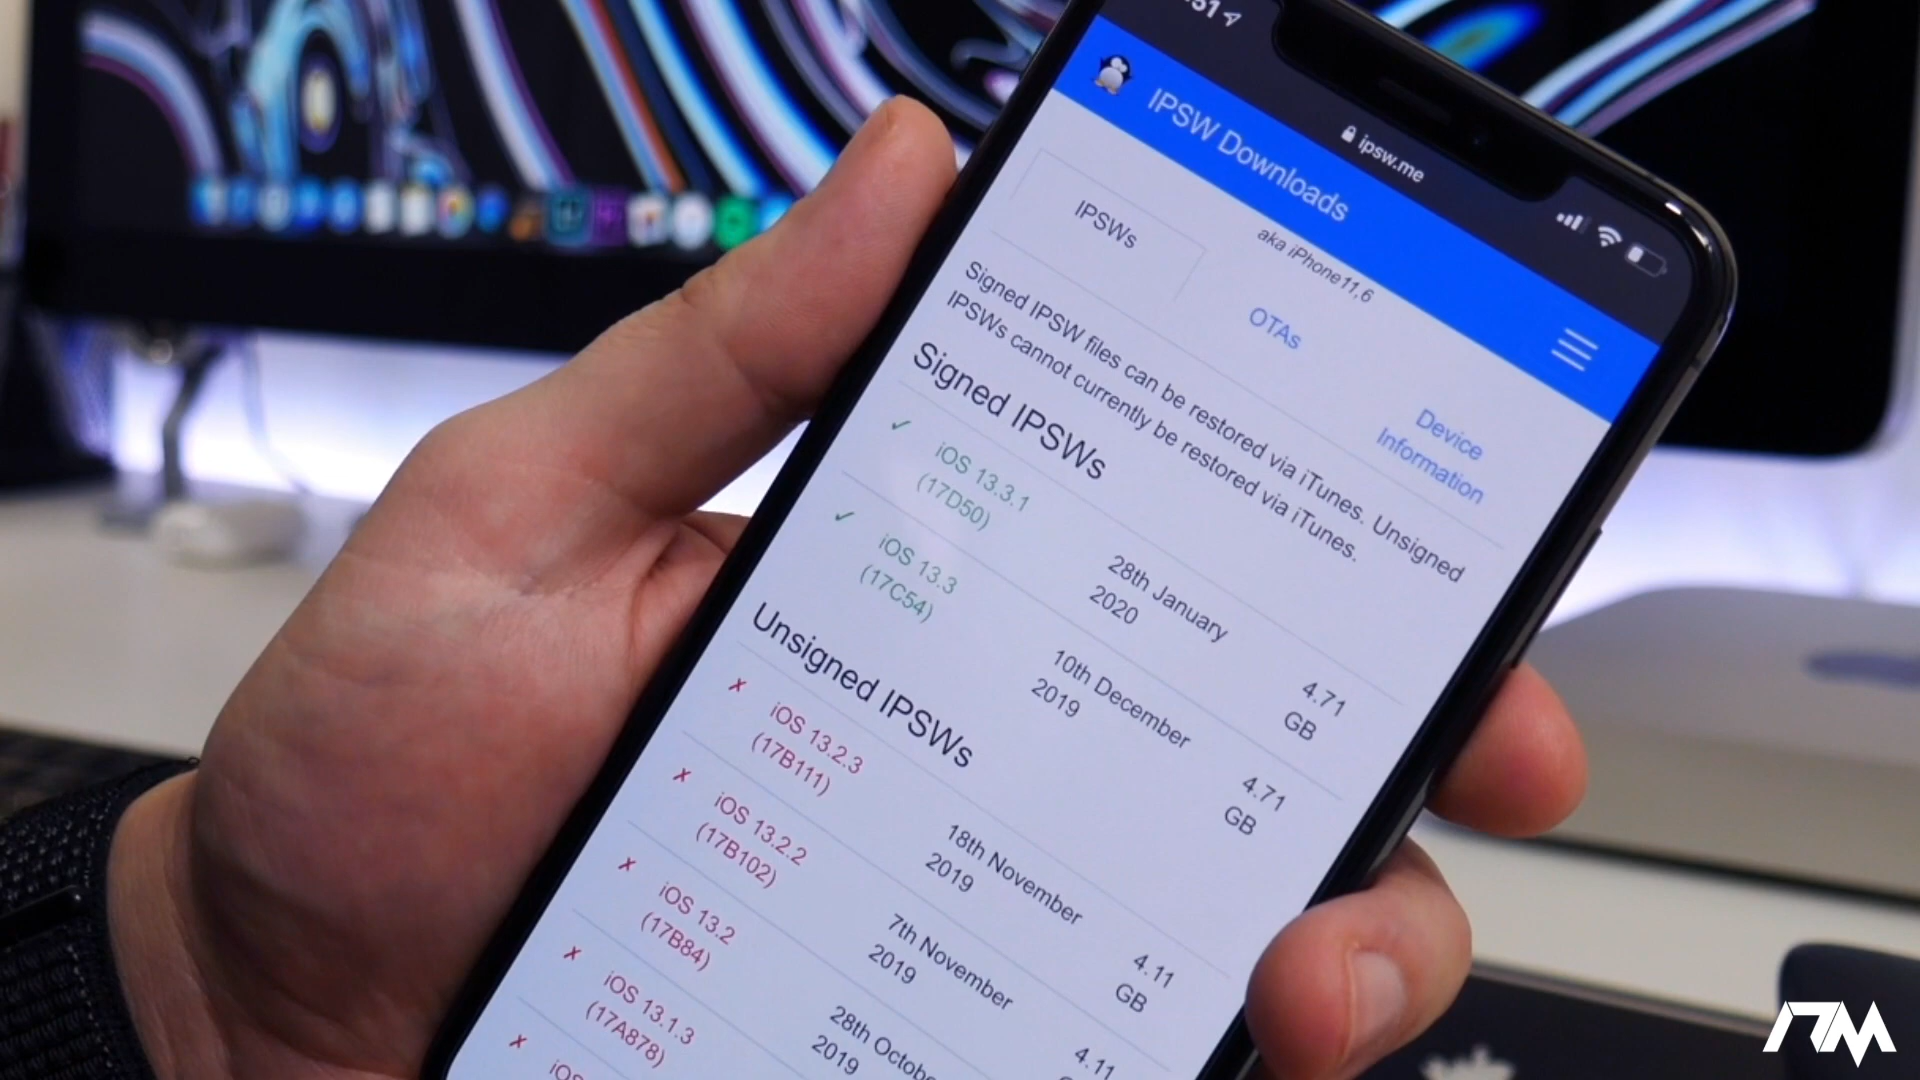 :51
ipsw.me
IPSW Downloads
aka iPhone11,6
IPSWs
OTAs
Device
Information
Signed IPSW files can be restored via iTunes. Unsigned
IPSWs cannot currently be restored via iTunes.
Signed IPSWs
✓ iOS 13.3.1
(17D50)
28th January
2020
4.71
GB
✓ iOS 13.3
(17C54)
10th December
2019
4.71
GB
Unsigned IPSWs
✗ iOS 13.2.3
(17B111)
18th November
2019
4.11
GB
✗ iOS 13.2.2
(17B102)
7th November
2019
4.11
✗ iOS 13.2
(17B84)
28th Octobe
2019
✗ iOS 13.1.3
(17A878)
✗ iOS